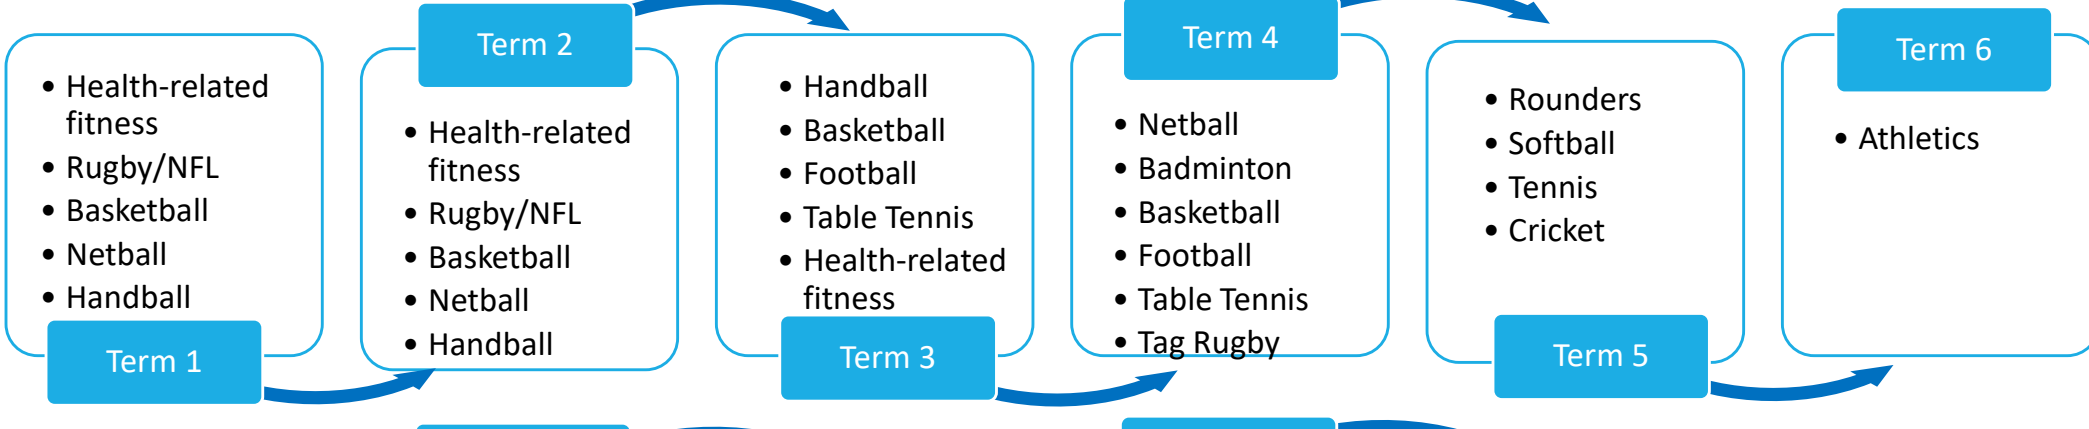 • Health-related
fitness
• Rugby/NFL
• Basketball
• Netball
• Handball
Term 1
Term 2
• Health-related
fitness
• Rugby/NFL
• Basketball
• Netball
• Handball
• Handball
• Basketball
• Football
• Table Tennis
• Health-related
fitness
Term 3
Term 4
• Netball
• Badminton
• Basketball
• Football
• Table Tennis
• Tag Rugby
• Rounders
• Softball
• Tennis
• Cricket
Term 5
Term 6
• Athletics